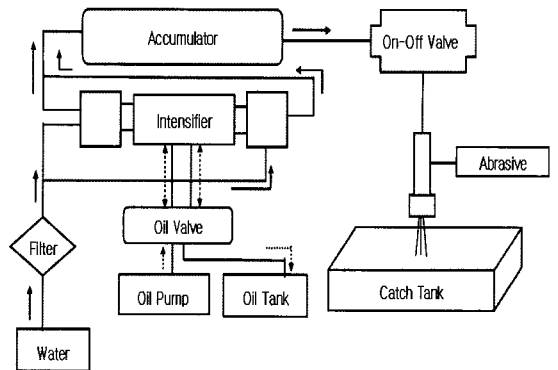 Accumulator
On-Off Valve
Intensifier
Abrasive
Oil Valve
Filter
Oil Pump
Oil Tank
Catch Tank
Water